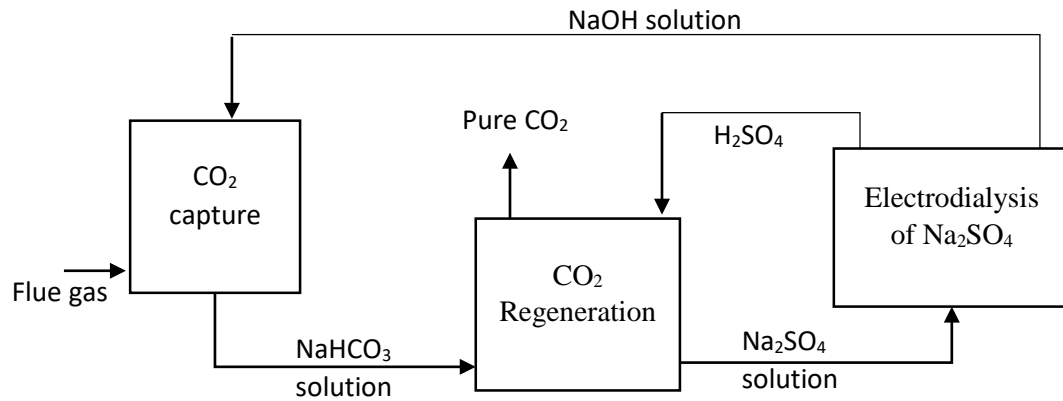 NaOH solution
CO₂
capture
Pure CO₂
H₂SO₄
Electrodialysis
of Na₂SO₄
Flue gas
CO₂
Regeneration
NaHCO₃
solution
Na₂SO₄
solution